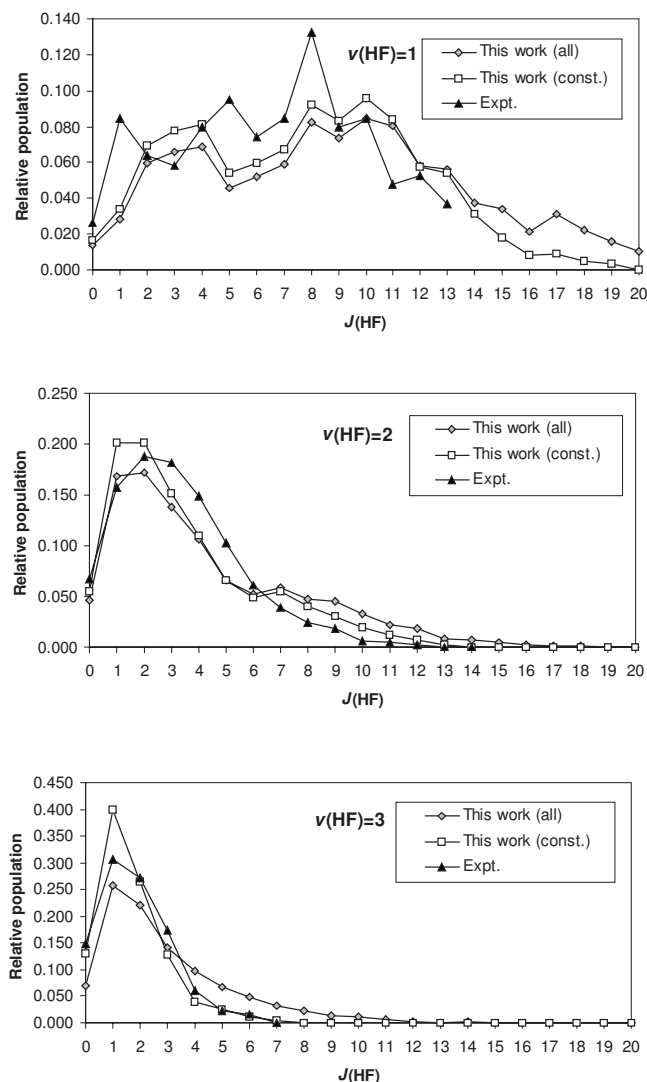 0.140
0.120
0.100
0.080
0.060
0.040
0.020
0.000
Relative population
v(HF)=1
This work (all)
This work (const.)
Expt.
0 1 2 3 4 5 6 7 8 9 10 11 12 13 14 15 16 17 18 19 20
J(HF)
0.250
0.200
0.150
0.100
0.050
0.000
Relative population
v(HF)=2
This work (all)
This work (const.)
Expt.
0 1 2 3 4 5 6 7 8 9 10 11 12 13 14 15 16 17 18 19 20
J(HF)
0.450
0.400
0.350
0.300
0.250
0.200
0.150
0.100
0.050
0.000
Relative population
v(HF)=3
This work (all)
This work (const.)
Expt.
0 1 2 3 4 5 6 7 8 9 10 11 12 13 14 15 16 17 18 19 20
J(HF)